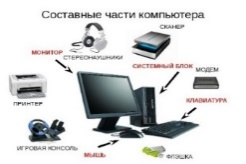 Составные части компьютера
СКАНЕР
СТЕРЕОНАУШНИКИ
МОНИТОР
СИСТЕМНЫЙ БЛОК
МОДЕМ
ПРИНТЕР
КЛАВИАТУРА
ИГРОВАЯ КОНСОЛЬ
МЫШЬ
ФЛЭШКА